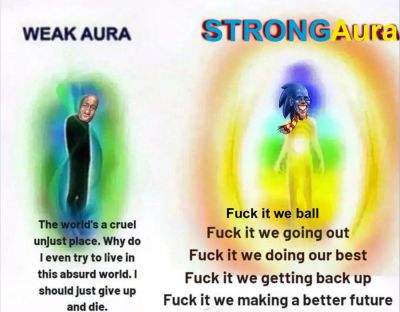 WEAK AURA
The world's a cruel
unjust place. Why do
I even try to live in
this absurd world. I
should just give up
and die.
STRONG Aura
Fuck it we ball
Fuck it we going out
Fuck it we doing our best
Fuck it we getting back up
Fuck it we making a better future